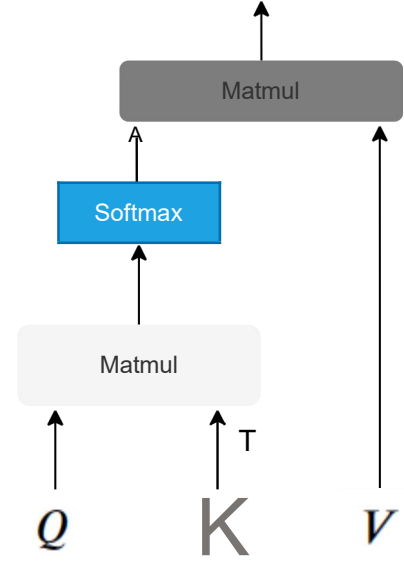 Matmul
A
Softmax
Matmul
T
Q K V